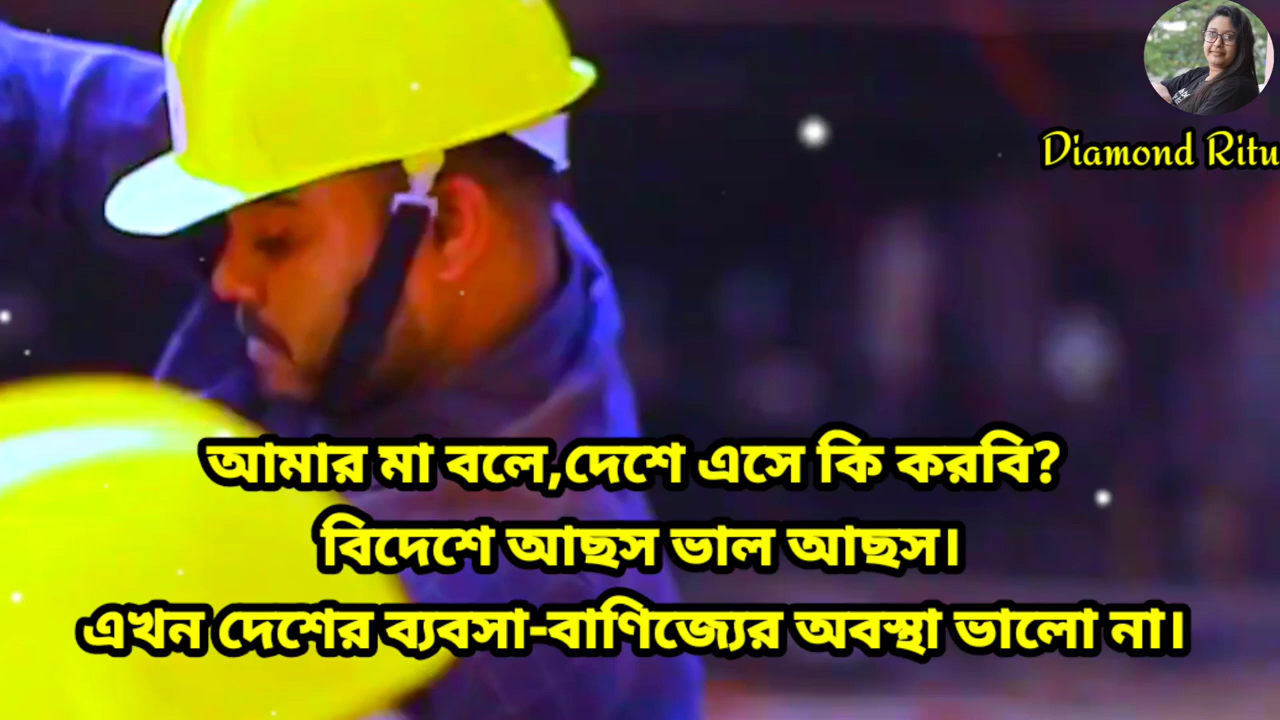 Diamond Ritu
আমার মা বলে,দেশে এসে কি করবি?
বিদেশে আছস ভাল আছস।
এখন দেশের ব্যবসা-বাণিজ্যের অবস্থা ভালো না।